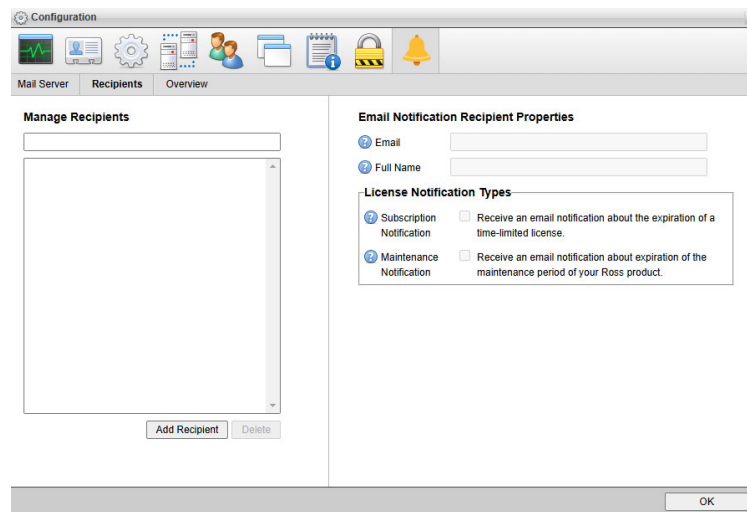 Configuration
Mail Server Recipients Overview
Manage Recipients
Add Recipient Delete
Email Notification Recipient Properties
Email
Full Name
License Notification Types
Subscription Notification
Receive an email notification about the expiration of a
time-limited license.
Maintenance Notification
Receive an email notification about expiration of the
maintenance period of your Ross product.
OK